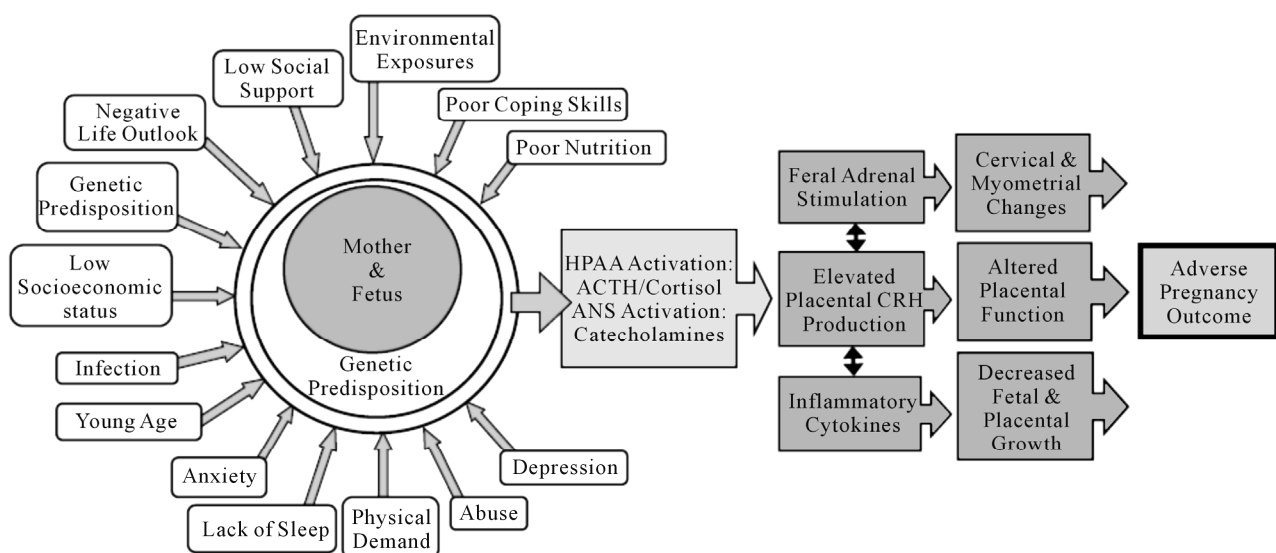 Environmental
Exposures
Low Social
Support
Poor Coping Skills
Negative
Life Outlook
Poor Nutrition
Genetic
Predisposition
Low
Socioeconomic
status
Infection
Young Age
Anxiety
Lack of Sleep
Physical
Demand
Abuse
Depression
Mother
&
Fetus
Genetic
Predisposition
HPAA Activation:
ACTH/Cortisol
ANS Activation:
Catecholamines
Feral Adrenal
Stimulation
Elevated
Placental CRH
Production
Inflammatory
Cytokines
Cervical &
Myometrial
Changes
Altered
Placental
Function
Decreased
Fetal &
Placental
Growth
Adverse
Pregnancy
Outcome